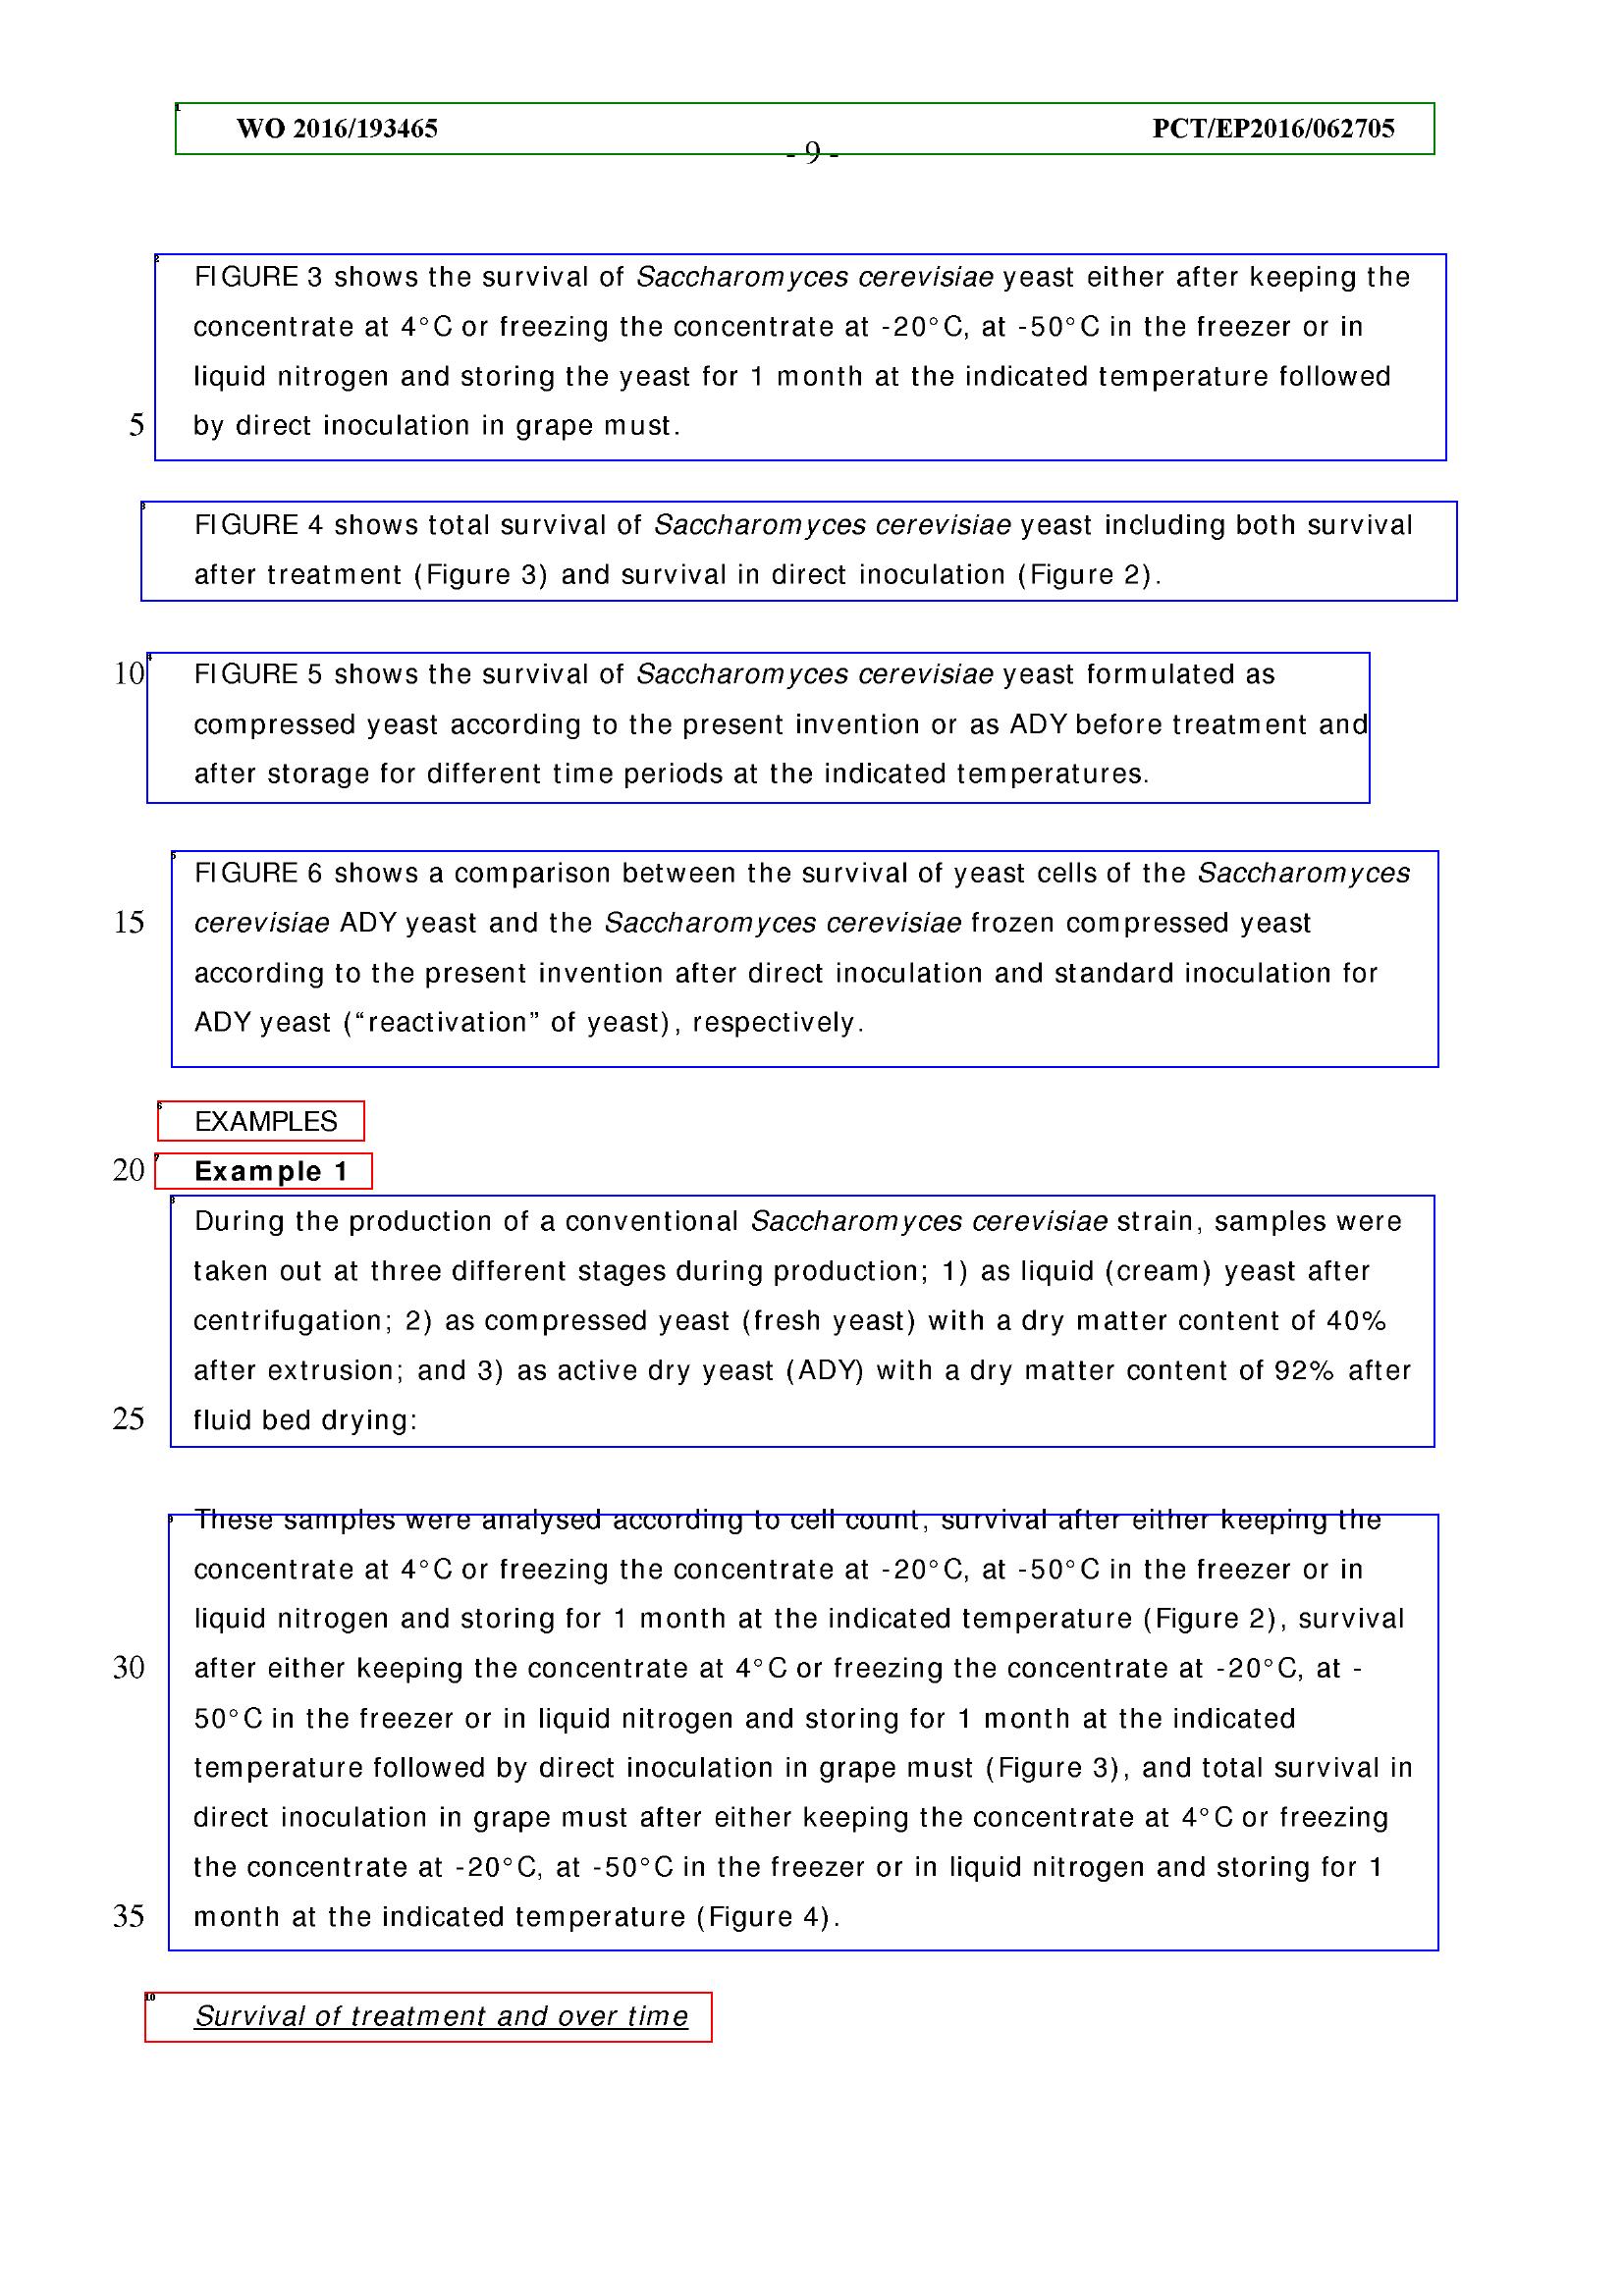 WO 2016/193465 PCT/EP2016/062705
- 9 -
FIGURE 3 shows the survival of Saccharomyces cerevisiae yeast either after keeping the
concentrate at 4°C or freezing the concentrate at -20°C, at -50°C in the freezer or in
liquid nitrogen and storing the yeast for 1 month at the indicated temperature followed
5 by direct inoculation in grape must.
FIGURE 4 shows total survival of Saccharomyces cerevisiae yeast including both survival
after treatment (Figure 3) and survival in direct inoculation (Figure 2).
10 FIGURE 5 shows the survival of Saccharomyces cerevisiae yeast formulated as
compressed yeast according to the present invention or as ADY before treatment and
after storage for different time periods at the indicated temperatures.
FIGURE 6 shows a comparison between the survival of yeast cells of the Saccharomyces
15 cerevisiae ADY yeast and the Saccharomyces cerevisiae frozen compressed yeast
according to the present invention after direct inoculation and standard inoculation for
ADY yeast (“reactivation” of yeast), respectively.
EXAMPLES
20 Example 1
During the production of a conventional Saccharomyces cerevisiae strain, samples were
taken out at three different stages during production; 1) as liquid (cream) yeast after
centrifugation; 2) as compressed yeast (fresh yeast) with a dry matter content of 40%
after extrusion; and 3) as active dry yeast (ADY) with a dry matter content of 92% after
25 fluid bed drying:
These samples were analysed according to cell count, survival after either keeping the
concentrate at 4°C or freezing the concentrate at -20°C, at -50°C in the freezer or in
liquid nitrogen and storing for 1 month at the indicated temperature (Figure 2), survival
30 after either keeping the concentrate at 4°C or freezing the concentrate at -20°C, at -
50°C in the freezer or in liquid nitrogen and storing for 1 month at the indicated
temperature followed by direct inoculation in grape must (Figure 3), and total survival in
direct inoculation in grape must after either keeping the concentrate at 4°C or freezing
the concentrate at -20°C, at -50°C in the freezer or in liquid nitrogen and storing for 1
35 month at the indicated temperature (Figure 4).
Survival of treatment and over time